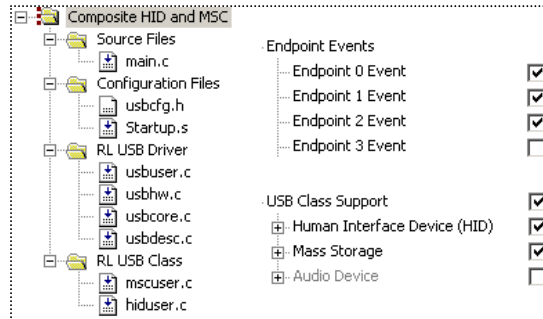 Composite HID and MSC
Source Files
main.c
Configuration Files
usbcfg.h
Startup.s
RL USB Driver
usbuser.c
usbhw.c
usbcore.c
usbdesc.c
RL USB Class
mscuser.c
hiduser.c
Endpoint Events
Endpoint 0 Event
Endpoint 1 Event
Endpoint 2 Event
Endpoint 3 Event
USB Class Support
Human Interface Device (HID)
Mass Storage
Audio Device